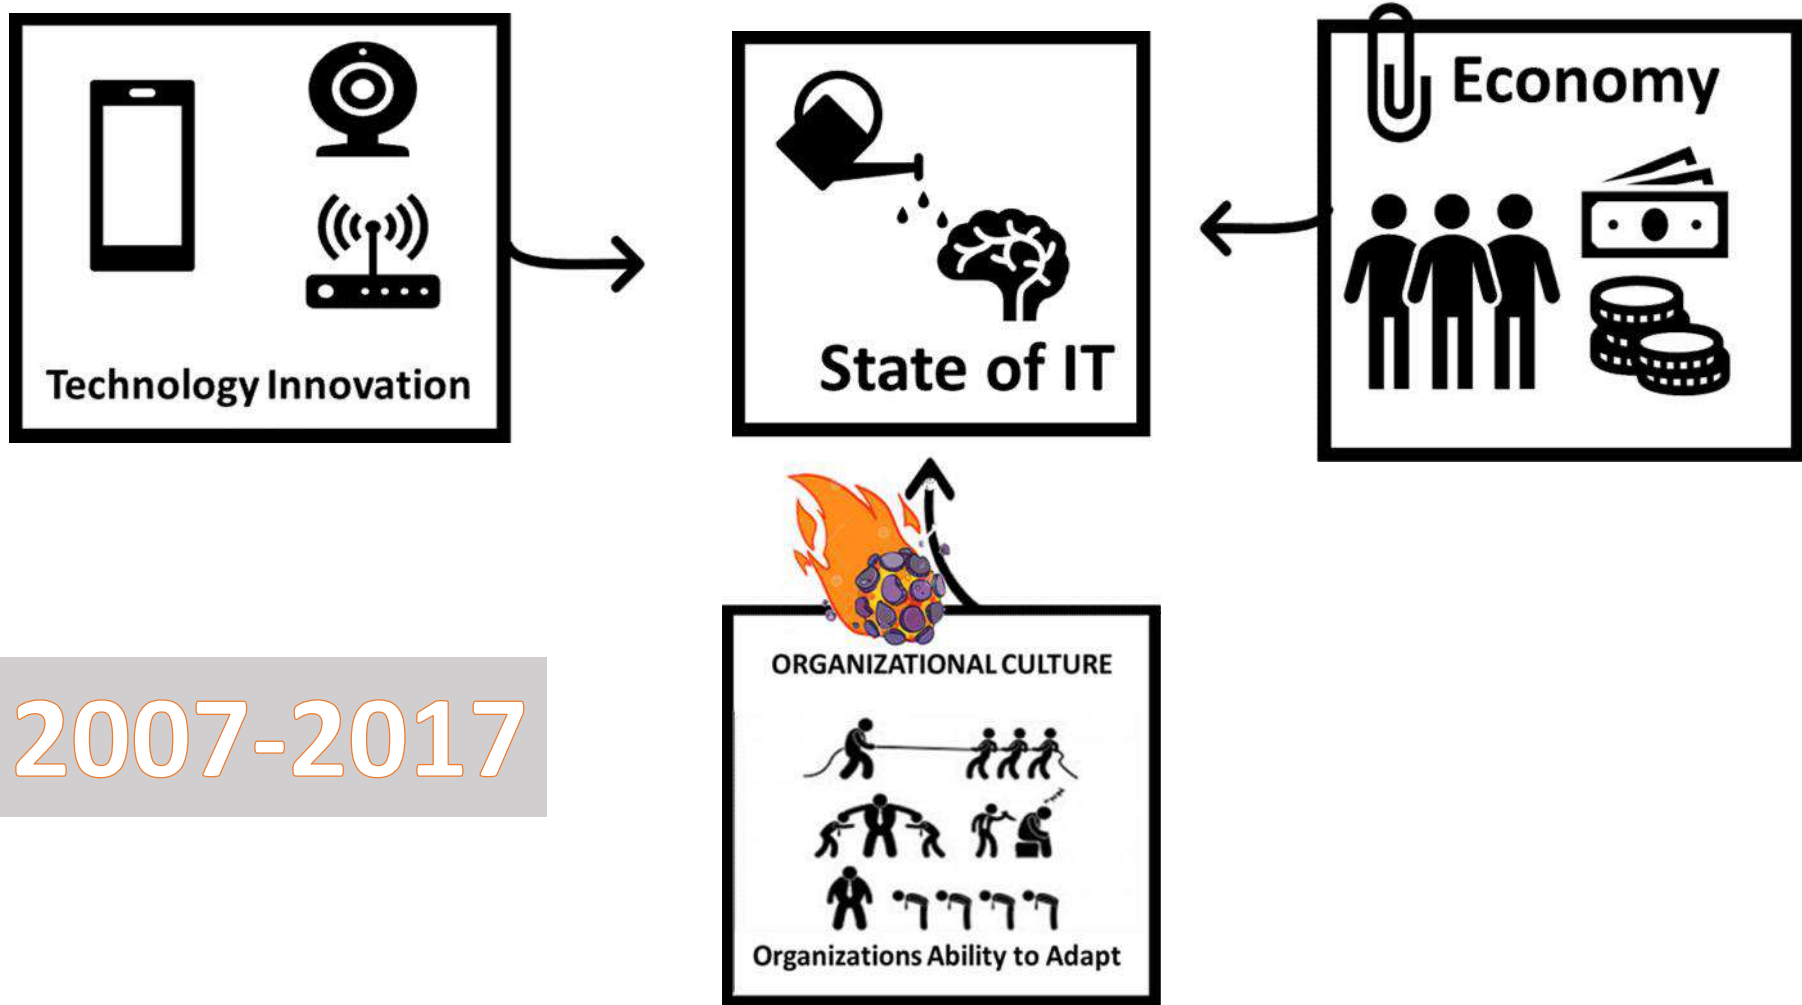 Technology Innovation
State of IT
Economy
ORGANIZATIONAL CULTURE
Organizations Ability to Adapt
2007-2017